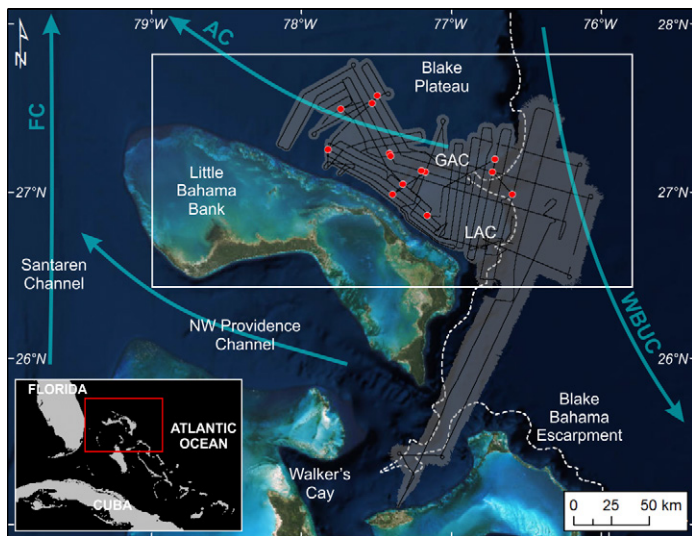 79°W
78°W
77°W
76°W
28°N
N
AC
Blake
Plateau
FC
GAC
27°N
Little
Bahama
Bank
27°N
LAC
Santaren
Channel
WBUC
NW Providence
Channel
26°N
26°N
FLORIDA
ATLANTIC
OCEAN
CUBA
Blake
Bahama
Escarpment
Walker's
Cay
0 25 50 km